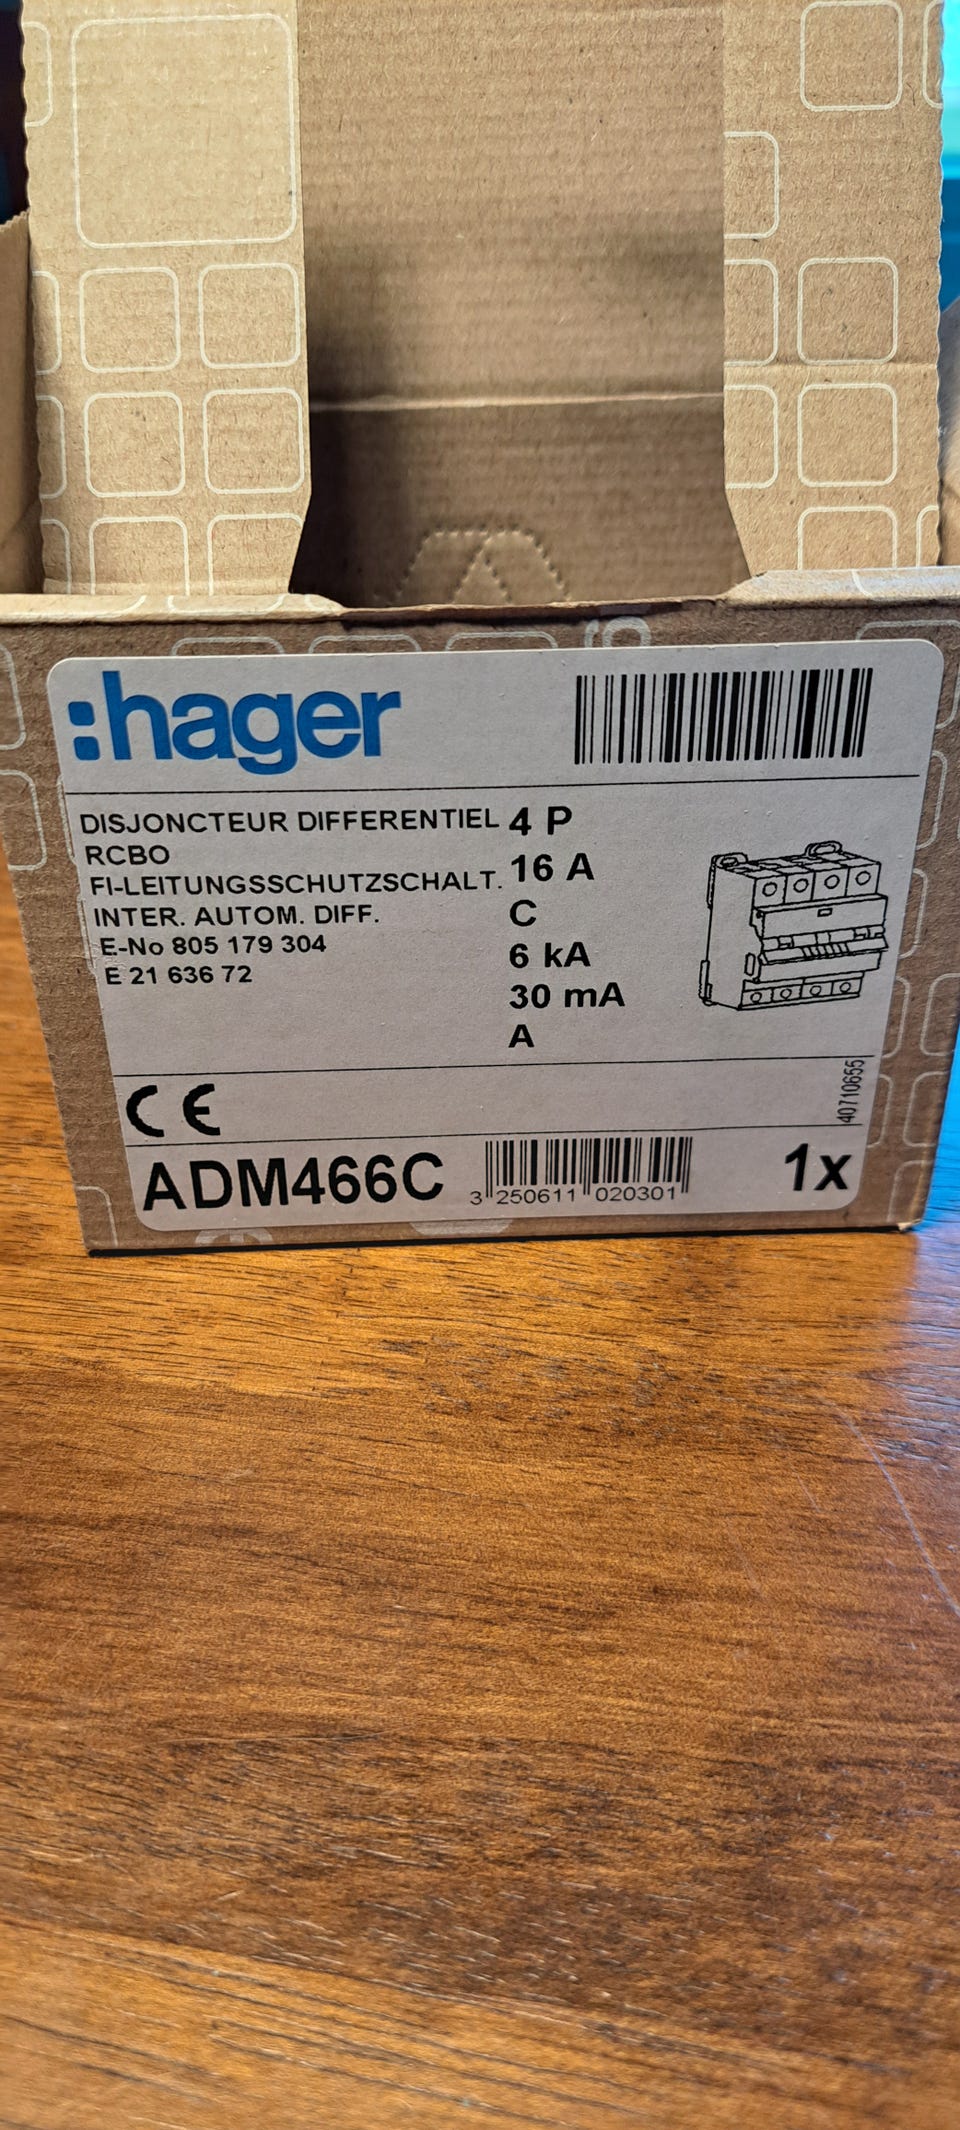 :hager
DISJONCTEUR DIFFERENTIEL 4 P
RCBO 16 A
FI-LEITUNGSSCHUTZSCHALT.
INTER. AUTOM. DIFF. C
E-No 805 179 304 6 kA
E 21 636 72 30 mA
A
40710655
CE
ADM466C 3 250611 020301 1x